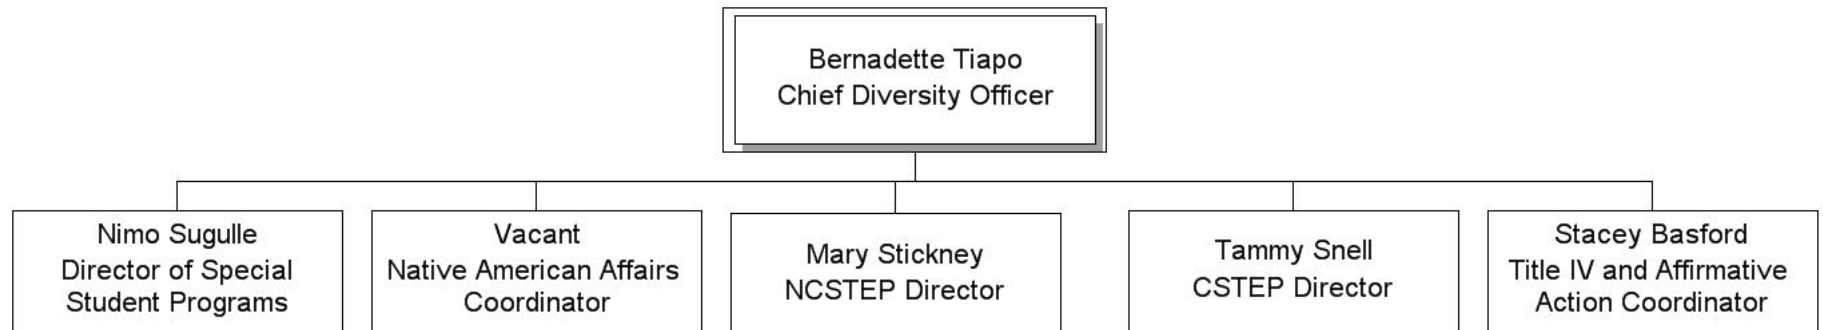 Bernadette Tiapo
Chief Diversity Officer
Nimo Sugulle
Director of Special
Student Programs
Vacant
Native American Affairs
Coordinator
Mary Stickney
NCSTEP Director
Tammy Snell
CSTEP Director
Stacey Basford
Title IV and Affirmative
Action Coordinator